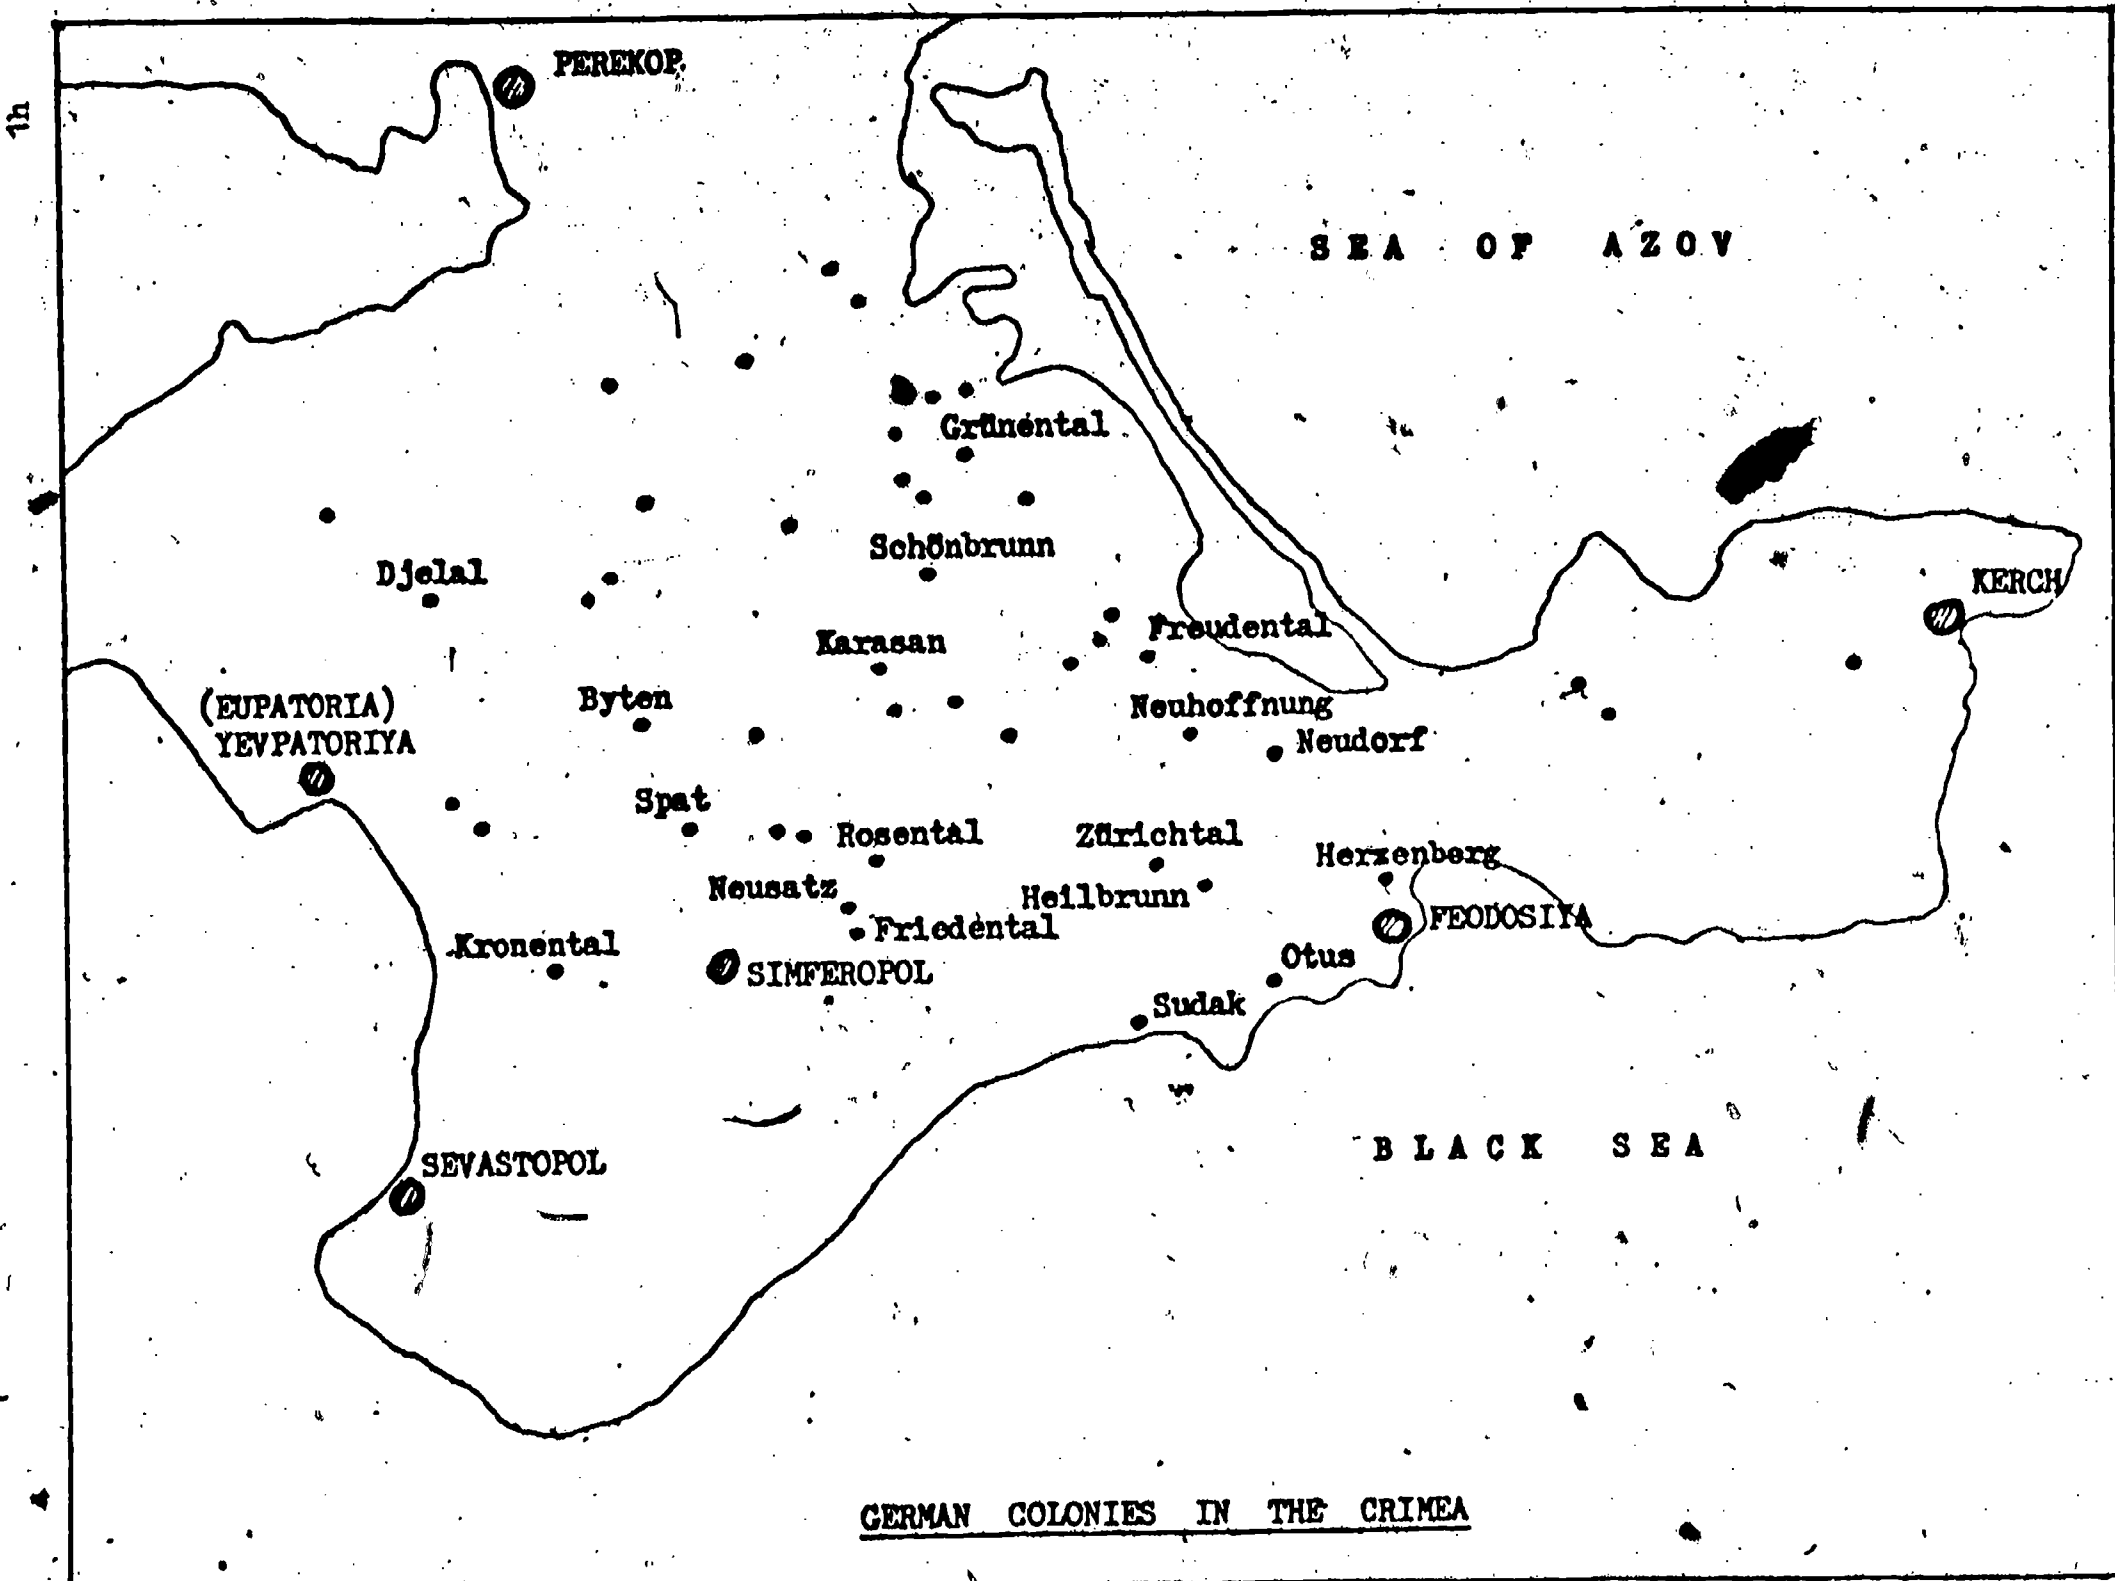 PEREKOP
1h
SEA OF AZOV
Grünental
Schönbrunn
Djelal
KERCH
Freudental
Karasan
Byten
(EUPATORIA)
YEVPATORIYA
Neuhoffnung
Neudorf
Spat
Rosental
Zürichtal
Herzenberg
Neusatz
Heilbrunn
Friedental
FEODOSIYA
Kronental
SIMFEROPOL
Otus
Sudak
BLACK SEA
SEVASTOPOL
GERMAN COLONIES IN THE CRIMEA